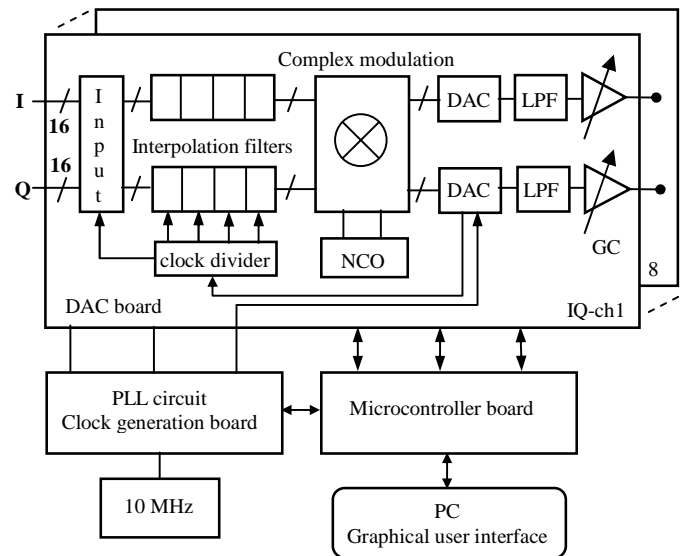 Complex modulation
I
16
Input
DAC
LPF
16
Interpolation filters
Q
DAC
LPF
GC
clock divider
NCO
8
DAC board
IQ-ch1
PLL circuit
Clock generation board
Microcontroller board
10 MHz
PC
Graphical user interface